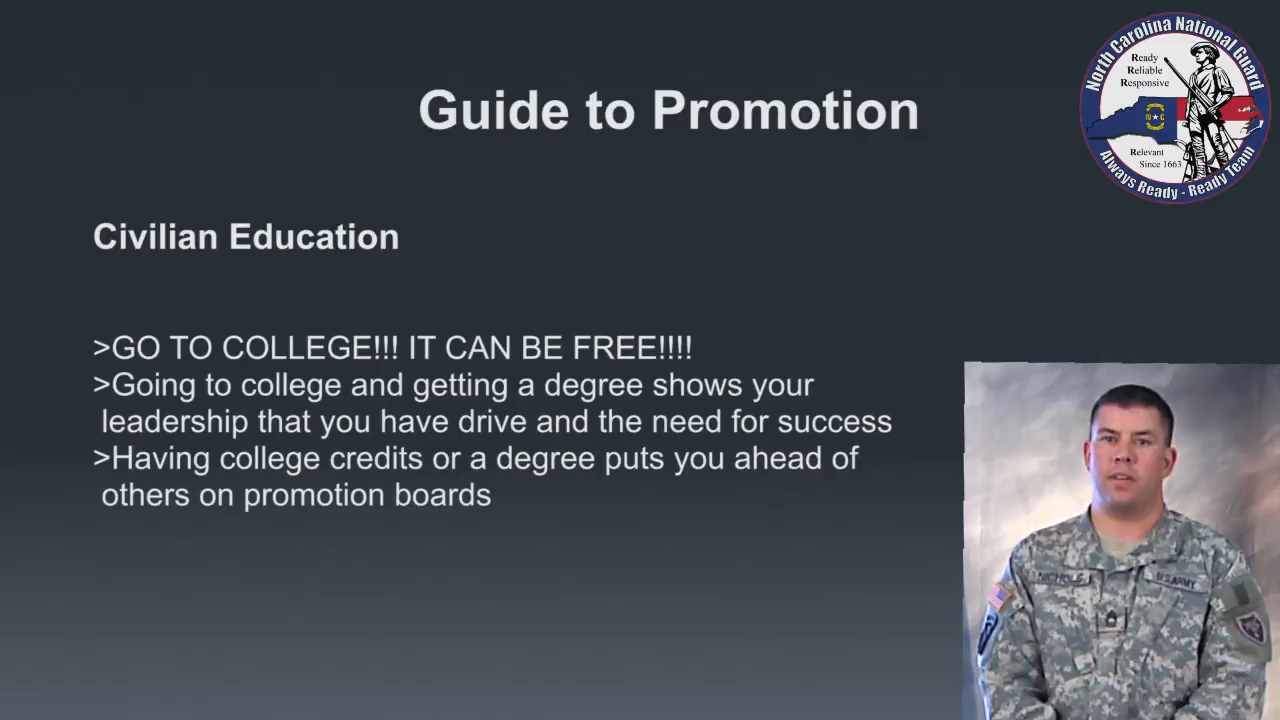 North Carolina National Guard
Ready
Reliable
Responsive
N C
Relevant
Since 1663
Always Ready - Ready Team
Guide to Promotion
Civilian Education
>GO TO COLLEGE!!! IT CAN BE FREE!!!!
>Going to college and getting a degree shows your
leadership that you have drive and the need for success
>Having college credits or a degree puts you ahead of
others on promotion boards
NICHOLS
U.S. ARMY